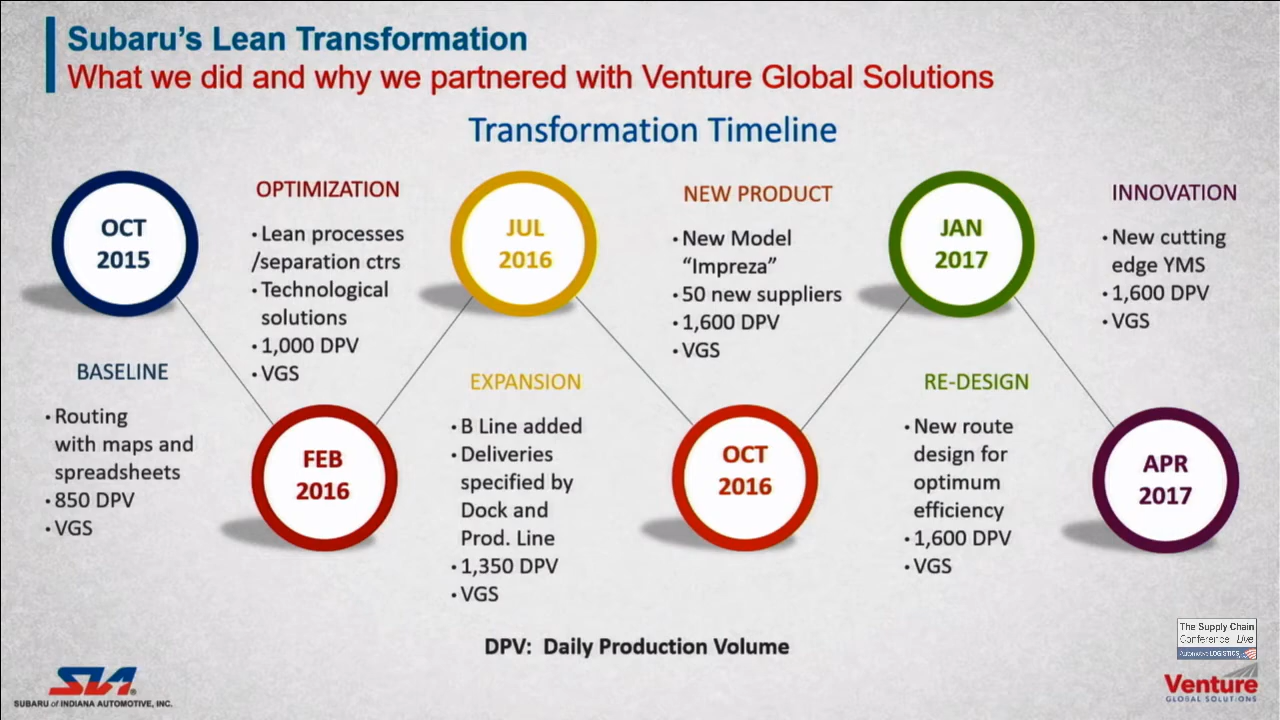 Subaru's Lean Transformation
What we did and why we partnered with Venture Global Solutions
Transformation Timeline
OCT
2015
BASELINE
• Routing
with maps and
spreadsheets
• 850 DPV
• VGS
OPTIMIZATION
• Lean processes
/separation ctrs
• Technological
solutions
• 1,000 DPV
• VGS
FEB
2016
JUL
2016
EXPANSION
• B Line added
• Deliveries
specified by
Dock and
Prod. Line
• 1,350 DPV
• VGS
NEW PRODUCT
• New Model
“Impreza”
• 50 new suppliers
• 1,600 DPV
• VGS
OCT
2016
JAN
2017
RE-DESIGN
• New route
design for
optimum
efficiency
• 1,600 DPV
• VGS
INNOVATION
• New cutting
edge YMS
• 1,600 DPV
• VGS
APR
2017
DPV: Daily Production Volume
The Supply Chain
Conference Live
Automotive LOGISTICS
SIA
SUBARU of INDIANA AUTOMOTIVE, INC.
Venture
GLOBAL SOLUTIONS